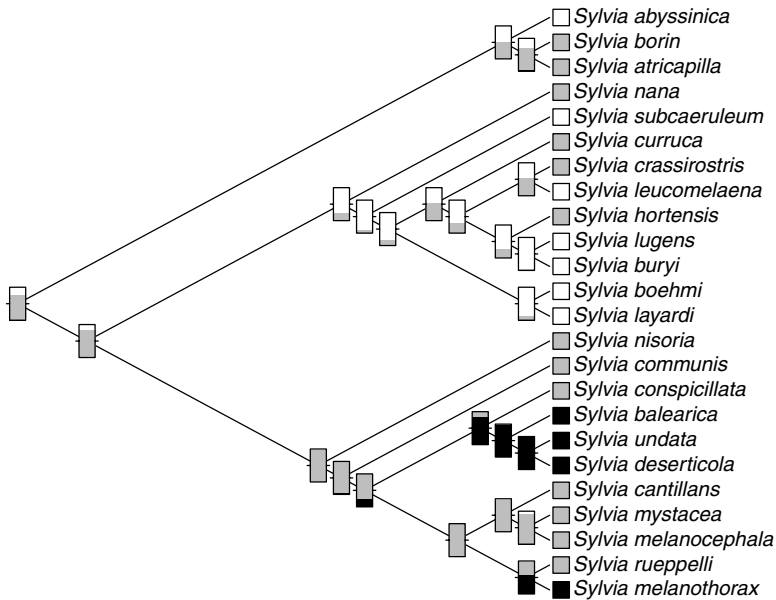 Sylvia abyssinica
Sylvia borin
Sylvia atricapilla
Sylvia nana
Sylvia subcaeruleum
Sylvia curruca
Sylvia crassirostris
Sylvia leucomelaena
Sylvia hortensis
Sylvia lugens
Sylvia buryi
Sylvia boehmi
Sylvia layardi
Sylvia nisoria
Sylvia communis
Sylvia conspicillata
Sylvia balearica
Sylvia undata
Sylvia deserticola
Sylvia cantillans
Sylvia mystacea
Sylvia melanocephala
Sylvia rueppelli
Sylvia melanothorax